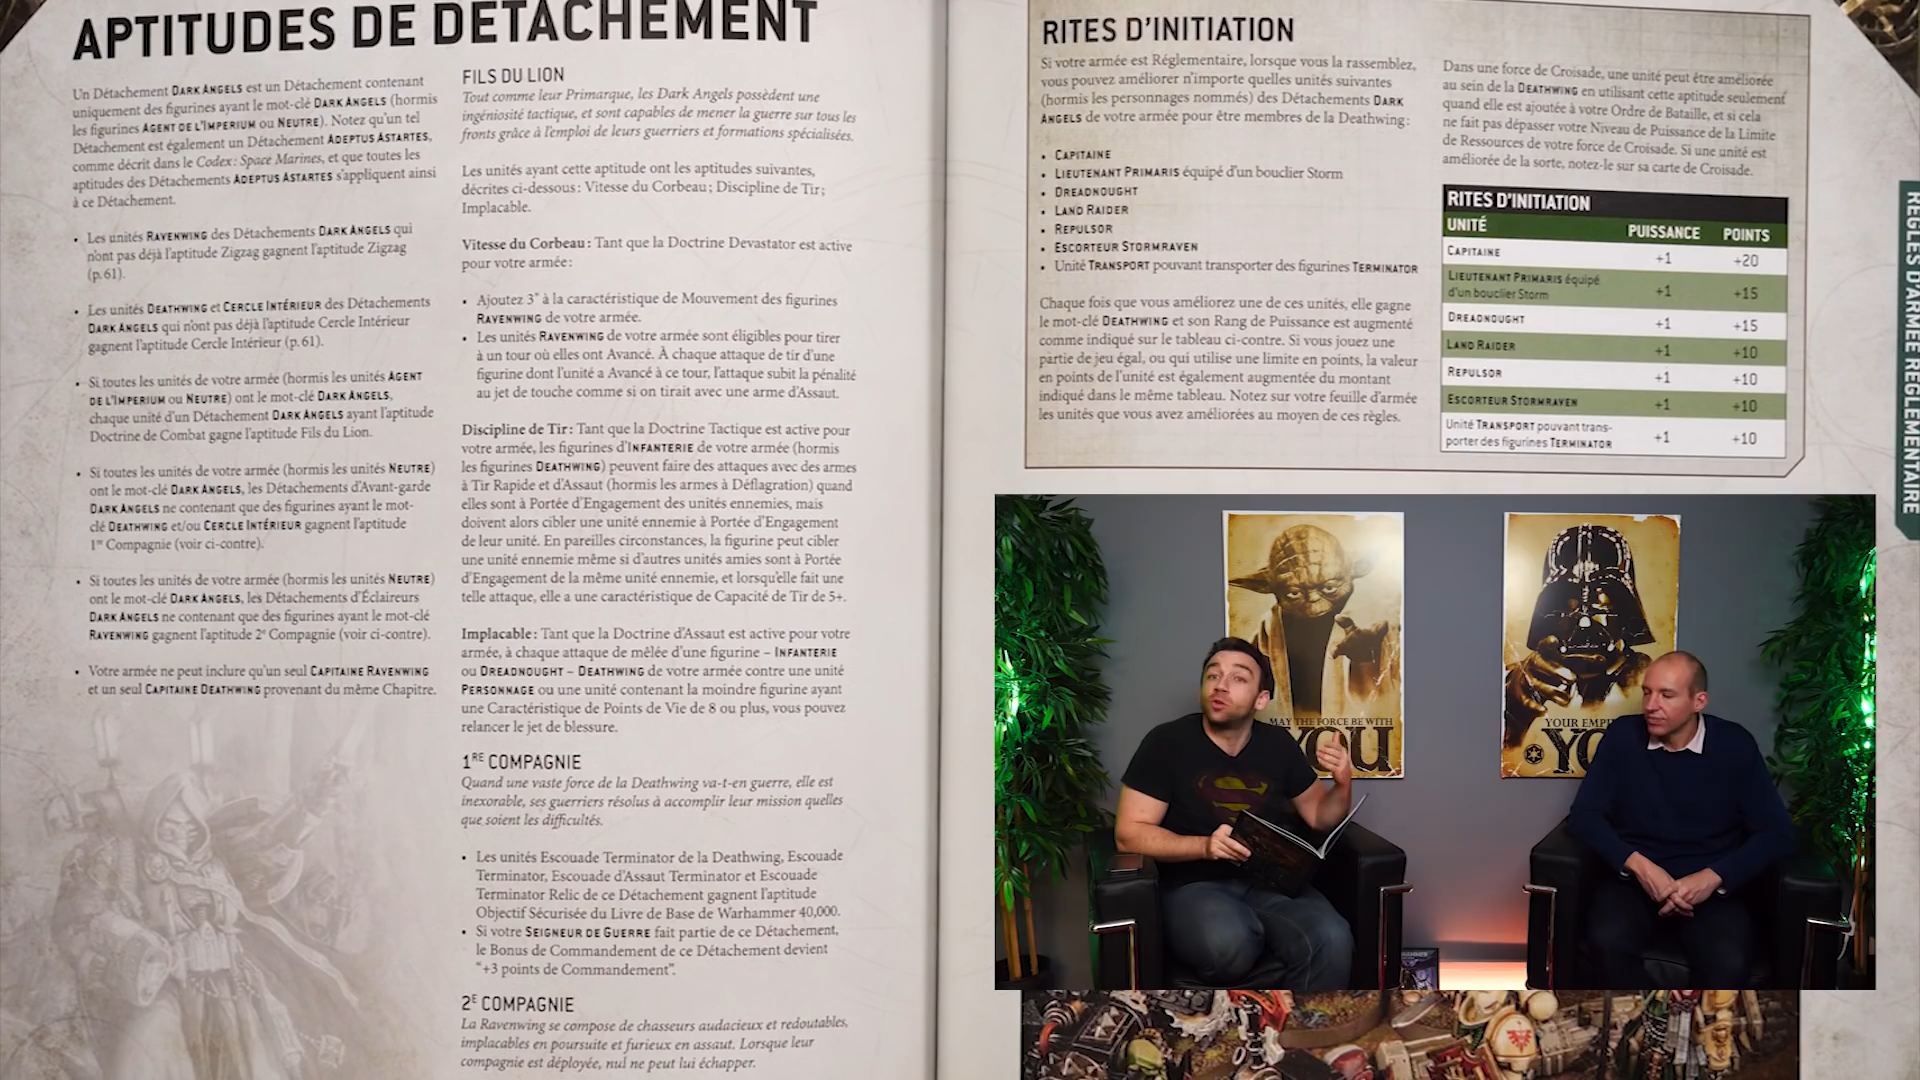 APTITUDES DE DÉTACHEMENT
Un Détachement DARK ANGELS est un Détachement contenant
uniquement des figurines ayant le mot-clé DARK ANGELS (hormis
les figurines AGENT DE L'IMPERIUM ou NEUTRE). Notez qu'un tel
Détachement est également un Détachement ADEPTUS ASTARTES,
comme décrit dans le Codex: Space Marines, et que toutes les
aptitudes des Détachements ADEPTUS ASTARTES s'appliquent ainsi
à ce Détachement.
• Les unités RAVENWING des Détachements DARK ANGELS qui
n'ont pas déjà l'aptitude Zigzag gagnent l'aptitude Zigzag
(p.61).
• Les unités DEATHWING et CERCLE INTÉRIEUR des Détachements
DARK ANGELS qui n'ont pas déjà l'aptitude Cercle Intérieur
gagnent l'aptitude Cercle Intérieur (p.61).
• Si toutes les unités de votre armée (hormis les unités AGENT
DE L'IMPERIUM ou NEUTRE) ont le mot-clé DARK ANGELS,
chaque unité d'un Détachement DARK ANGELS ayant l'aptitude
Doctrine de Combat gagne l'aptitude Fils du Lion.
• Si toutes les unités de votre armée (hormis les unités NEUTRE)
ont le mot-clé DARK ANGELS, les Détachements d'Avant-garde
DARK ANGELS ne contenant que des figurines ayant le mot-
clé DEATHWING et/ou CERCLE INTÉRIEUR gagnent l'aptitude
1re Compagnie (voir ci-contre).
• Si toutes les unités de votre armée (hormis les unités NEUTRE)
ont le mot-clé DARK ANGELS, les Détachements d'Éclaireurs
DARK ANGELS ne contenant que des figurines ayant le mot-clé
RAVENWING gagnent l'aptitude 2e Compagnie (voir ci-contre).
• Votre armée ne peut inclure qu'un seul CAPITAINE RAVENWING
et un seul CAPITAINE DEATHWING provenant du même Chapitre.
FILS DU LION
Tout comme leur Primarque, les Dark Angels possèdent une
ingéniosité tactique, et sont capables de mener la guerre sur tous les
fronts grâce à l'emploi de leurs guerriers et formations spécialisées.
Les unités ayant cette aptitude ont les aptitudes suivantes,
décrites ci-dessous: Vitesse du Corbeau; Discipline de Tir;
Implacable.
Vitesse du Corbeau: Tant que la Doctrine Devastator est active
pour votre armée:
• Ajoutez 3" à la caractéristique de Mouvement des figurines
RAVENWING de votre armée.
• Les unités RAVENWING de votre armée sont éligibles pour tirer
à un tour où elles ont Avancé. À chaque attaque de tir d'une
figurine dont l'unité a Avancé à ce tour, l'attaque subit la pénalité
au jet de touche comme si on tirait avec une arme d'Assaut.
Discipline de Tir: Tant que la Doctrine Tactique est active pour
votre armée, les figurines d'INFANTERIE de votre armée (hormis
les figurines DEATHWING) peuvent faire des attaques avec des armes
à Tir Rapide et d'Assaut (hormis les armes à Déflagration) quand
elles sont à Portée d'Engagement des unités ennemies, mais
doivent alors cibler une unité ennemie à Portée d'Engagement
de leur unité. En pareilles circonstances, la figurine peut cibler
une unité ennemie même si d'autres unités amies sont à Portée
d'Engagement de la même unité ennemie, et lorsqu'elle fait une
telle attaque, elle a une caractéristique de Capacité de Tir de 5+.
Implacable: Tant que la Doctrine d'Assaut est active pour votre
armée, à chaque attaque de mêlée d'une figurine – INFANTERIE
ou DREADNOUGHT – DEATHWING de votre armée contre une unité
PERSONNAGE ou une unité contenant la moindre figurine ayant
une Caractéristique de Points de Vie de 8 ou plus, vous pouvez
relancer le jet de blessure.
1RE COMPAGNIE
Quand une vaste force de la Deathwing va-t-en guerre, elle est
inexorable, ses guerriers résolus à accomplir leur mission quelles
que soient les difficultés.
• Les unités Escouade Terminator de la Deathwing, Escouade
Terminator, Escouade d'Assaut Terminator et Escouade
Terminator Relic de ce Détachement gagnent l'aptitude
Objectif Sécurisée du Livre de Base de Warhammer 40,000.
• Si votre SEIGNEUR DE GUERRE fait partie de ce Détachement,
le Bonus de Commandement de ce Détachement devient
"+3 points de Commandement".
2E COMPAGNIE
La Ravenwing se compose de chasseurs audacieux et redoutables,
implacables en poursuite et furieux en assaut. Lorsque leur
compagnie est déployée, nul ne peut lui échapper.
RITES D'INITIATION
Si votre armée est Réglementaire, lorsque vous la rassemblez,
vous pouvez améliorer n'importe quelles unités suivantes
(hormis les personnages nommés) des Détachements DARK
ANGELS de votre armée pour être membres de la Deathwing:
• CAPITAINE
• LIEUTENANT PRIMARIS équipé d'un bouclier Storm
• DREADNOUGHT
• LAND RAIDER
• REPULSOR
• ESCORTEUR STORMRAVEN
• Unité TRANSPORT pouvant transporter des figurines TERMINATOR
Chaque fois que vous améliorez une de ces unités, elle gagne
le mot-clé DEATHWING et son Rang de Puissance est augmenté
comme indiqué sur le tableau ci-contre. Si vous jouez une
partie de jeu égal, ou qui utilise une limite en points, la valeur
en points de l'unité est également augmentée du montant
indiqué dans le même tableau. Notez sur votre feuille d'armée
les unités que vous avez améliorées au moyen de ces règles.
Dans une force de Croisade, une unité peut être améliorée
au sein de la DEATHWING en utilisant cette aptitude seulement
quand elle est ajoutée à votre Ordre de Bataille, et si cela
ne fait pas dépasser votre Niveau de Puissance de la Limite
de Ressources de votre force de Croisade. Si une unité est
améliorée de la sorte, notez-le sur sa carte de Croisade.
RITES D'INITIATION
UNITÉ PUISSANCE POINTS
CAPITAINE +1 +20
LIEUTENANT PRIMARIS équipé
d'un bouclier Storm +1 +15
DREADNOUGHT +1 +15
LAND RAIDER +1 +10
REPULSOR +1 +10
ESCORTEUR STORMRAVEN +1 +10
Unité TRANSPORT pouvant trans-
porter des figurines TERMINATOR +1 +10
RÈGLES D'ARMÉE RÉGLEMENTAIRE
MAY THE FORCE BE WITH
YOU
YOUR EMPI
YO